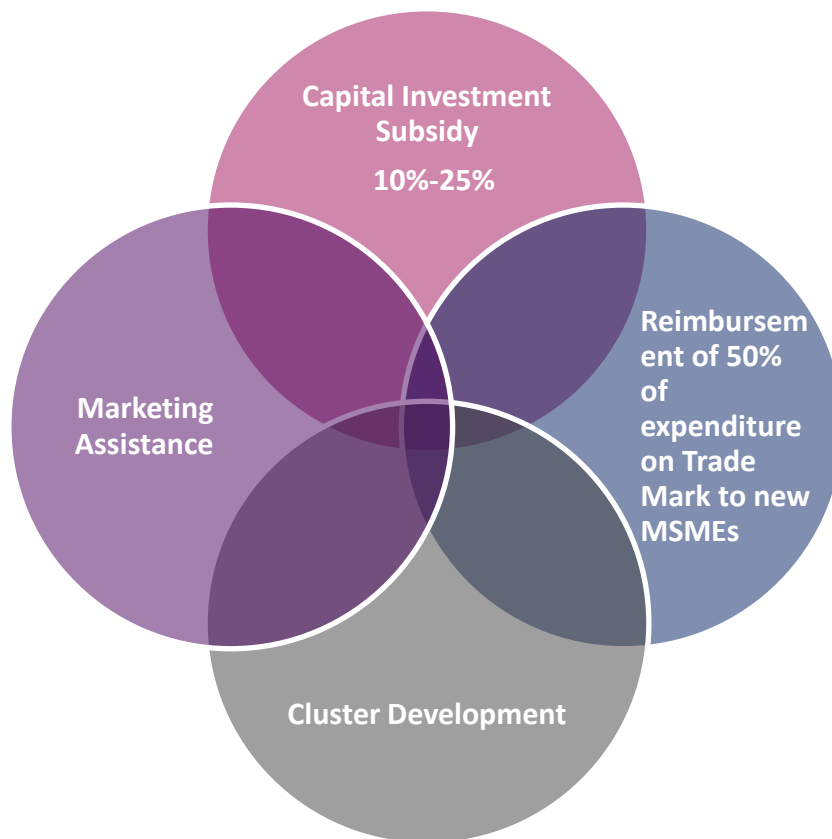 Capital Investment
Subsidy
10%-25%
Reimbursem
ent of 50%
of
expenditure
on Trade
Mark to new
MSMEs
Marketing
Assistance
Cluster Development